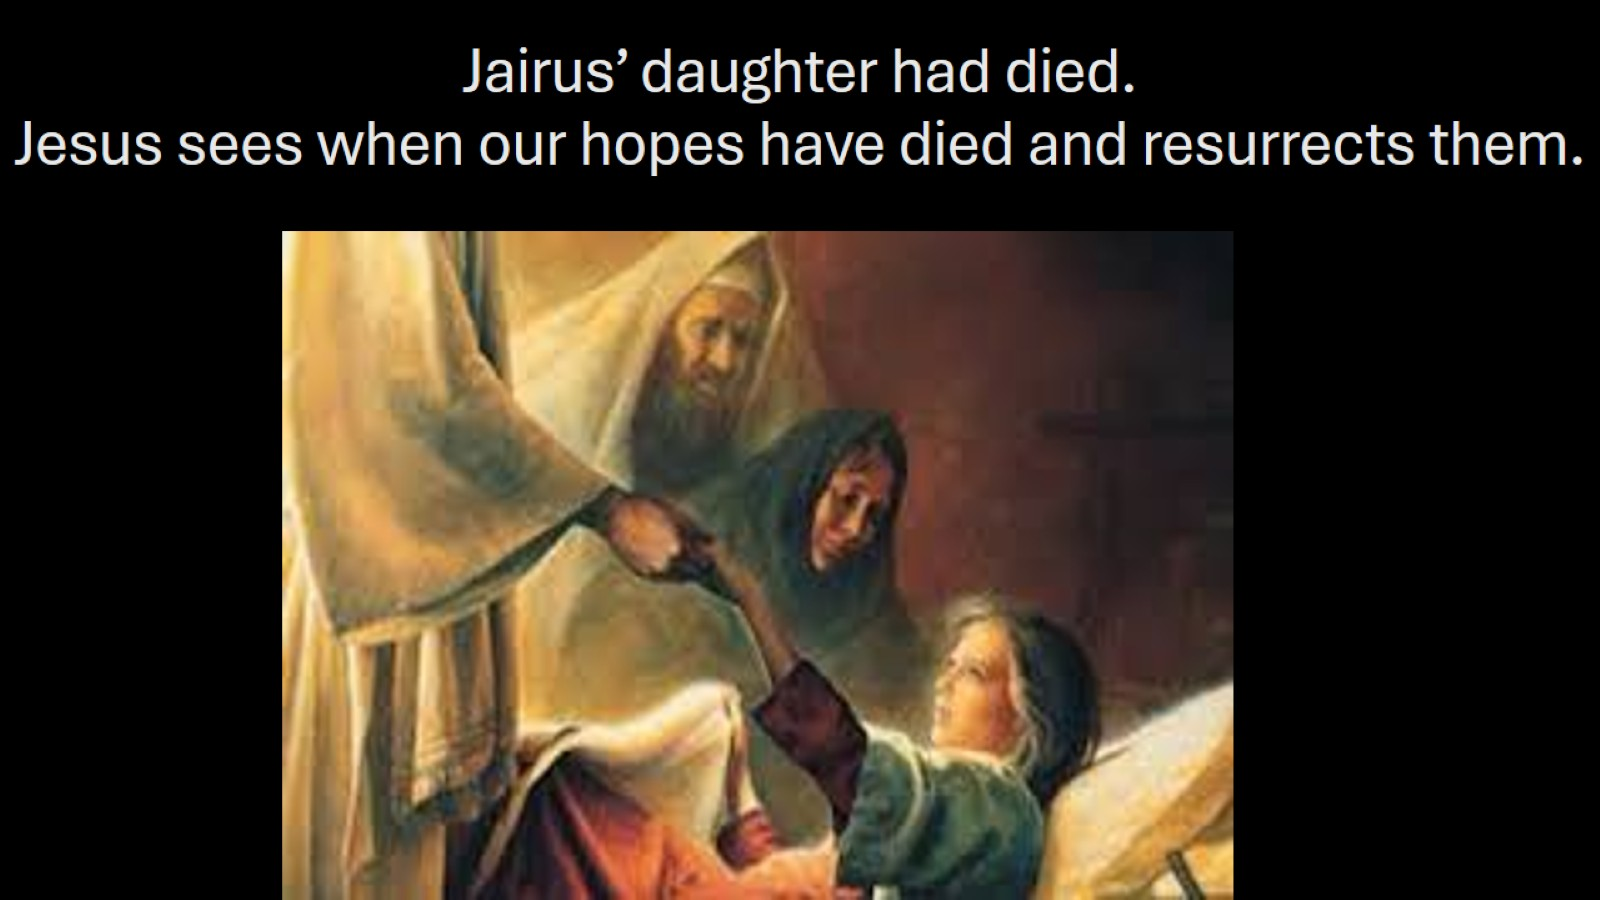 Jairus’ daughter had died.
Jesus sees when our hopes have died and resurrects them.